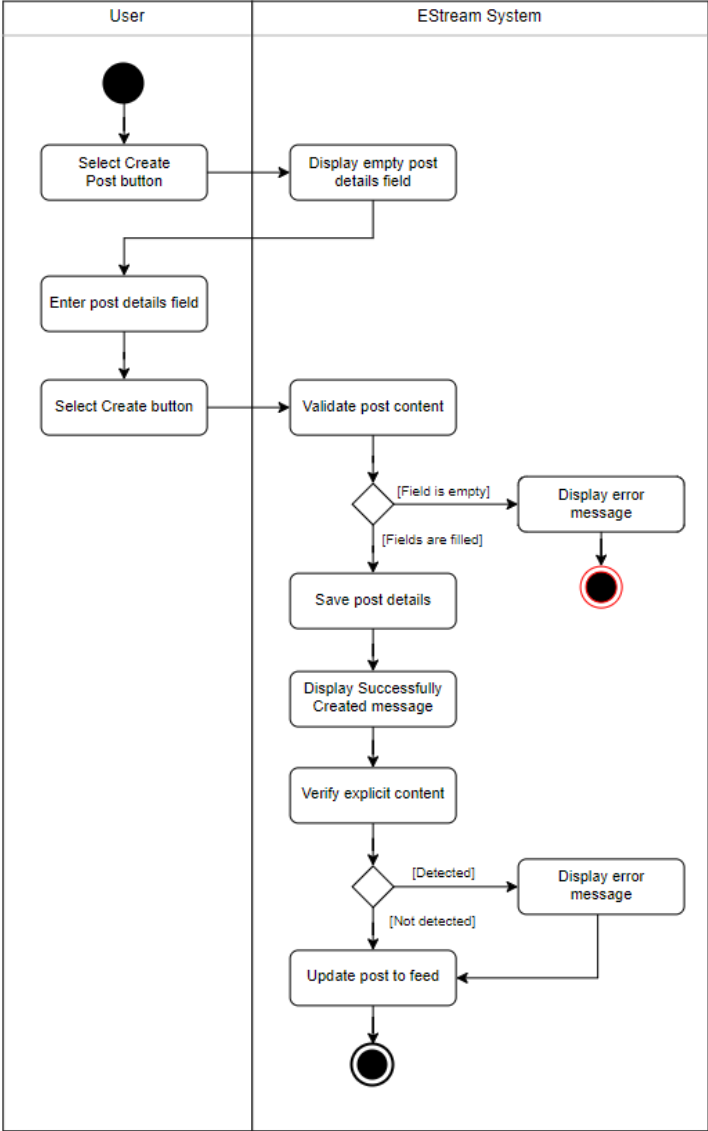 User
EStream System
Select Create
Post button
Display empty post
details field
Enter post details field
Select Create button
Validate post content
[Field is empty]
Display error
message
[Fields are filled]
Save post details
Display Successfully
Created message
Verify explicit content
[Detected]
Display error
message
[Not detected]
Update post to feed